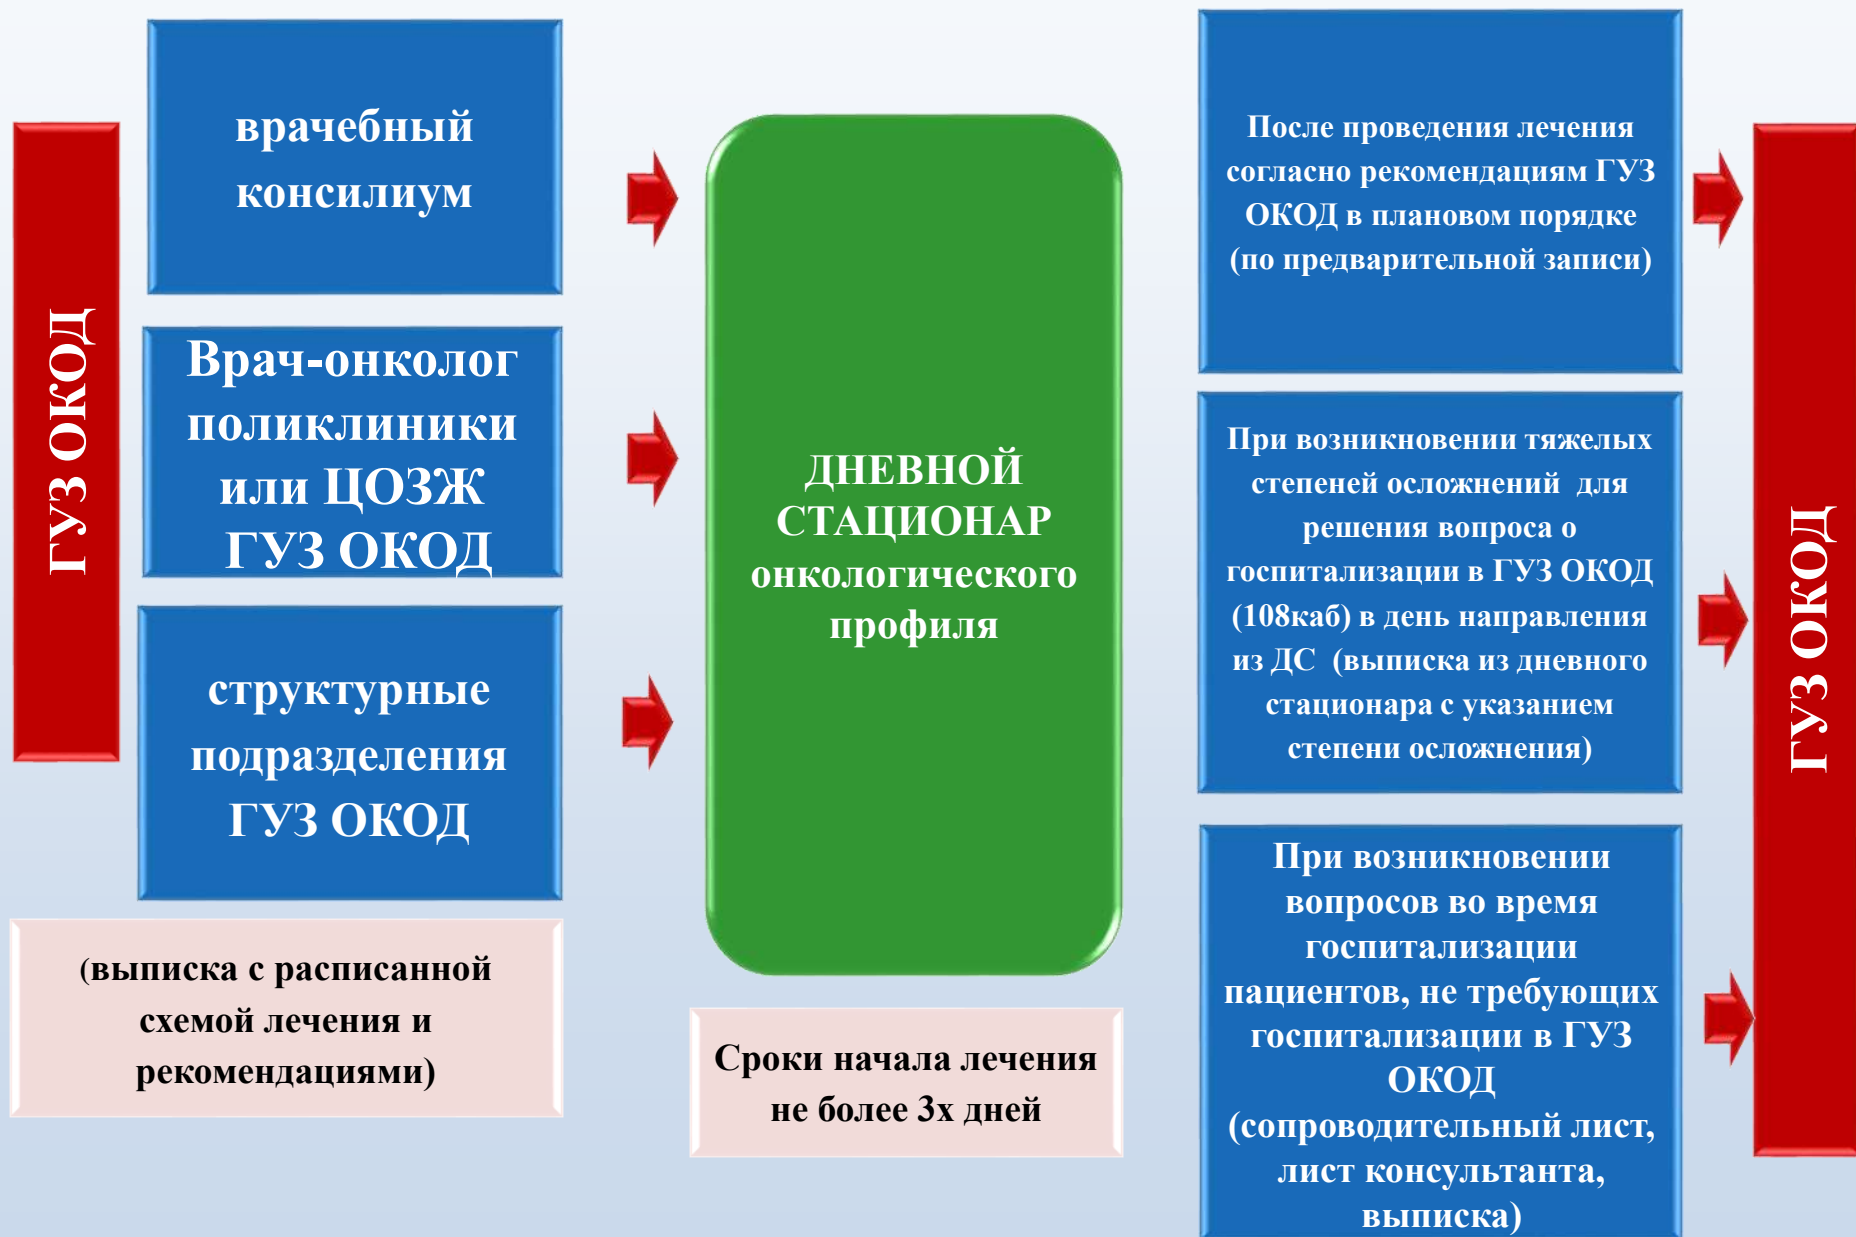 ГУЗ ОКОД
врачебный
консилиум
Врач-онколог
поликлиники
или ЦОЗЖ
ГУЗ ОКОД
структурные
подразделения
ГУЗ ОКОД
(выписка с расписанной
схемой лечения и
рекомендациями)
ДНЕВНОЙ
СТАЦИОНАР
онкологического
профиля
Сроки начала лечения
не более 3х дней
После проведения лечения
согласно рекомендациям ГУЗ
ОКОД в плановом порядке
(по предварительной записи)
При возникновении тяжелых
степеней осложнений для
решения вопроса о
госпитализации в ГУЗ ОКОД
(108каб) в день направления
из ДС (выписка из дневного
стационара с указанием
степени осложнения)
При возникновении
вопросов во время
госпитализации
пациентов, не требующих
госпитализации в ГУЗ
ОКОД
(сопроводительный лист,
лист консультанта,
выписка)
ГУЗ ОКОД